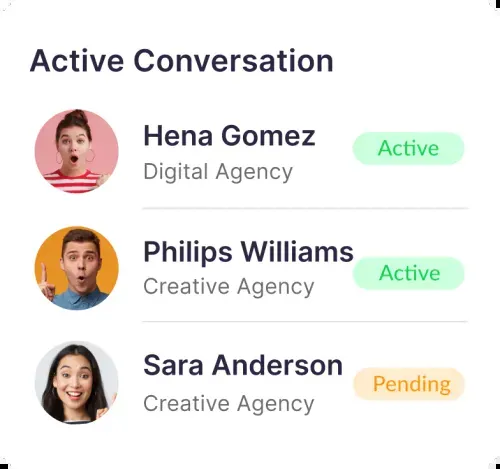 Active Conversation
Hena Gomez
Active
Digital Agency
Philips Williams
Active
Creative Agency
Sara Anderson
Pending
Creative Agency